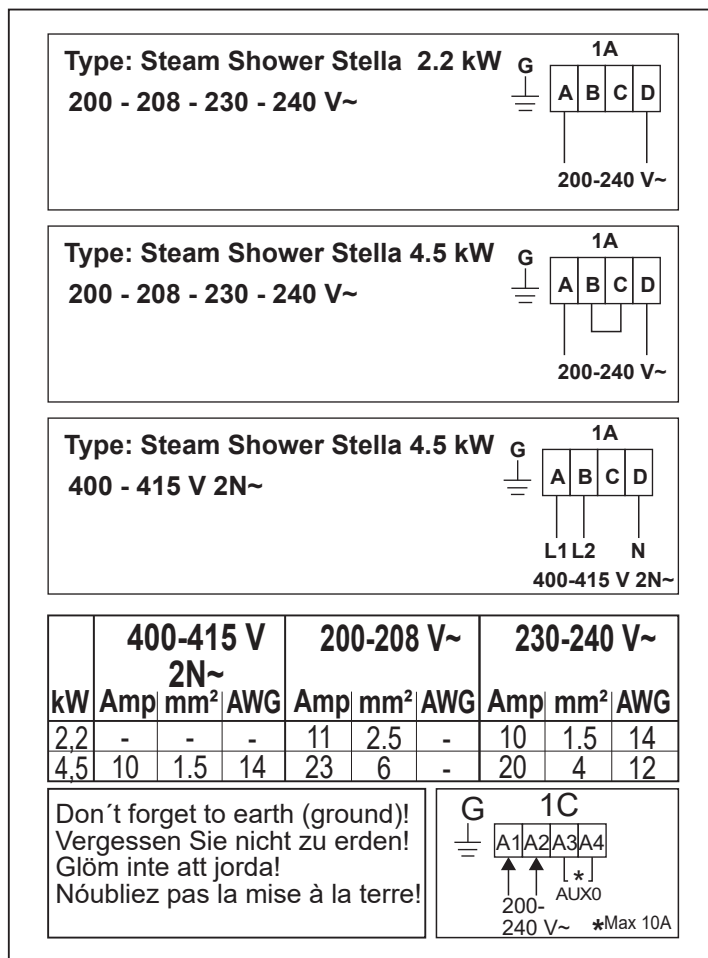 Type: Steam Shower Stella  2.2 kW
200 - 208 - 230 - 240 V~
G
1A
A B C D
200-240 V~
Type: Steam Shower Stella 4.5 kW
200 - 208 - 230 - 240 V~
G
1A
A B C D
200-240 V~
Type: Steam Shower Stella 4.5 kW
400 - 415 V 2N~
G
1A
A B C D
L1 L2 N
400-415 V 2N~
400-415 V 2N~ 200-208 V~ 230-240 V~
kW Amp mm² AWG Amp mm² AWG Amp mm² AWG
2,2 - - - 11 2.5 - 10 1.5 14
4,5 10 1.5 14 23 6 - 20 4 12
Don´t forget to earth (ground)!
Vergessen Sie nicht zu erden!
Glöm inte att jorda!
Nóubliez pas la mise à la terre!
G 1C
A1 A2 A3 A4
*
AUX0
200-
240 V~ *Max 10A